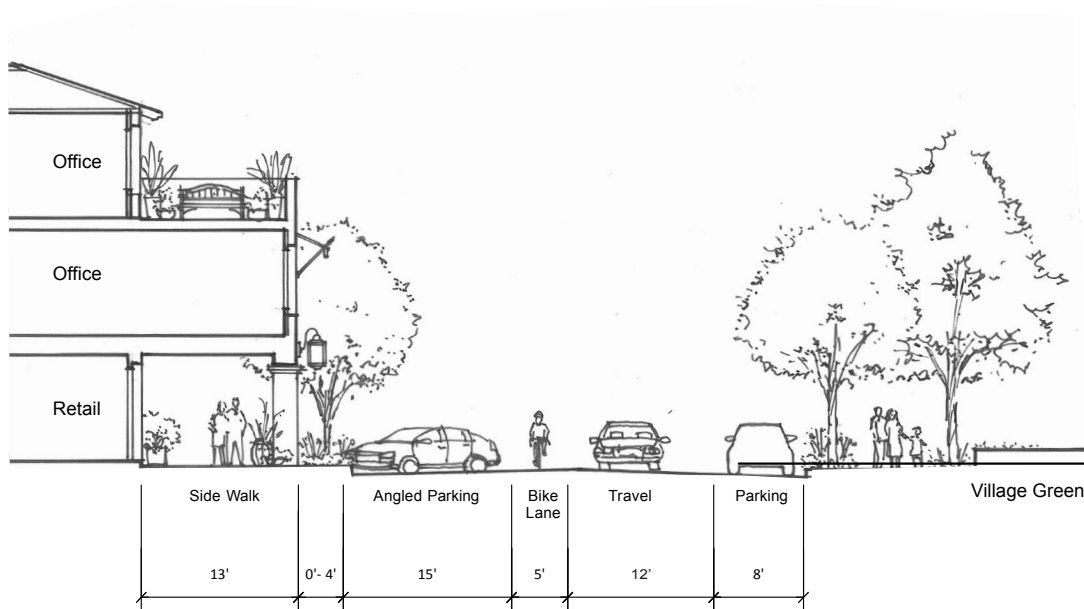 Office
Office
Retail
Side Walk
Angled Parking
Bike
Lane
Travel
Parking
Village Green
13'
0'- 4'
15'
5'
12'
8'